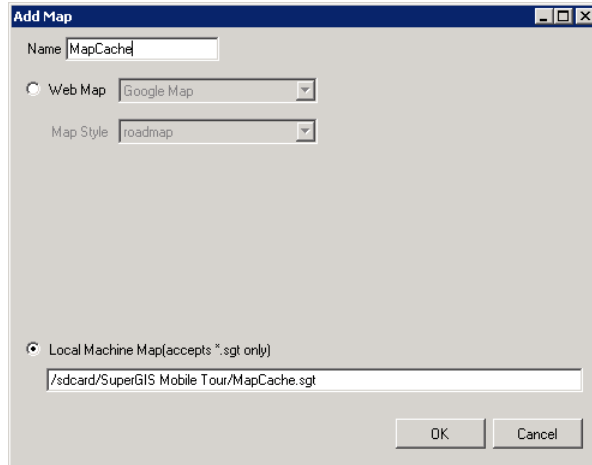 Add Map
Name MapCache
Web Map Google Map
Map Style roadmap
Local Machine Map(accepts *.sgt only)
/sdcard/SuperGIS Mobile Tour/MapCache.sgt
OK Cancel